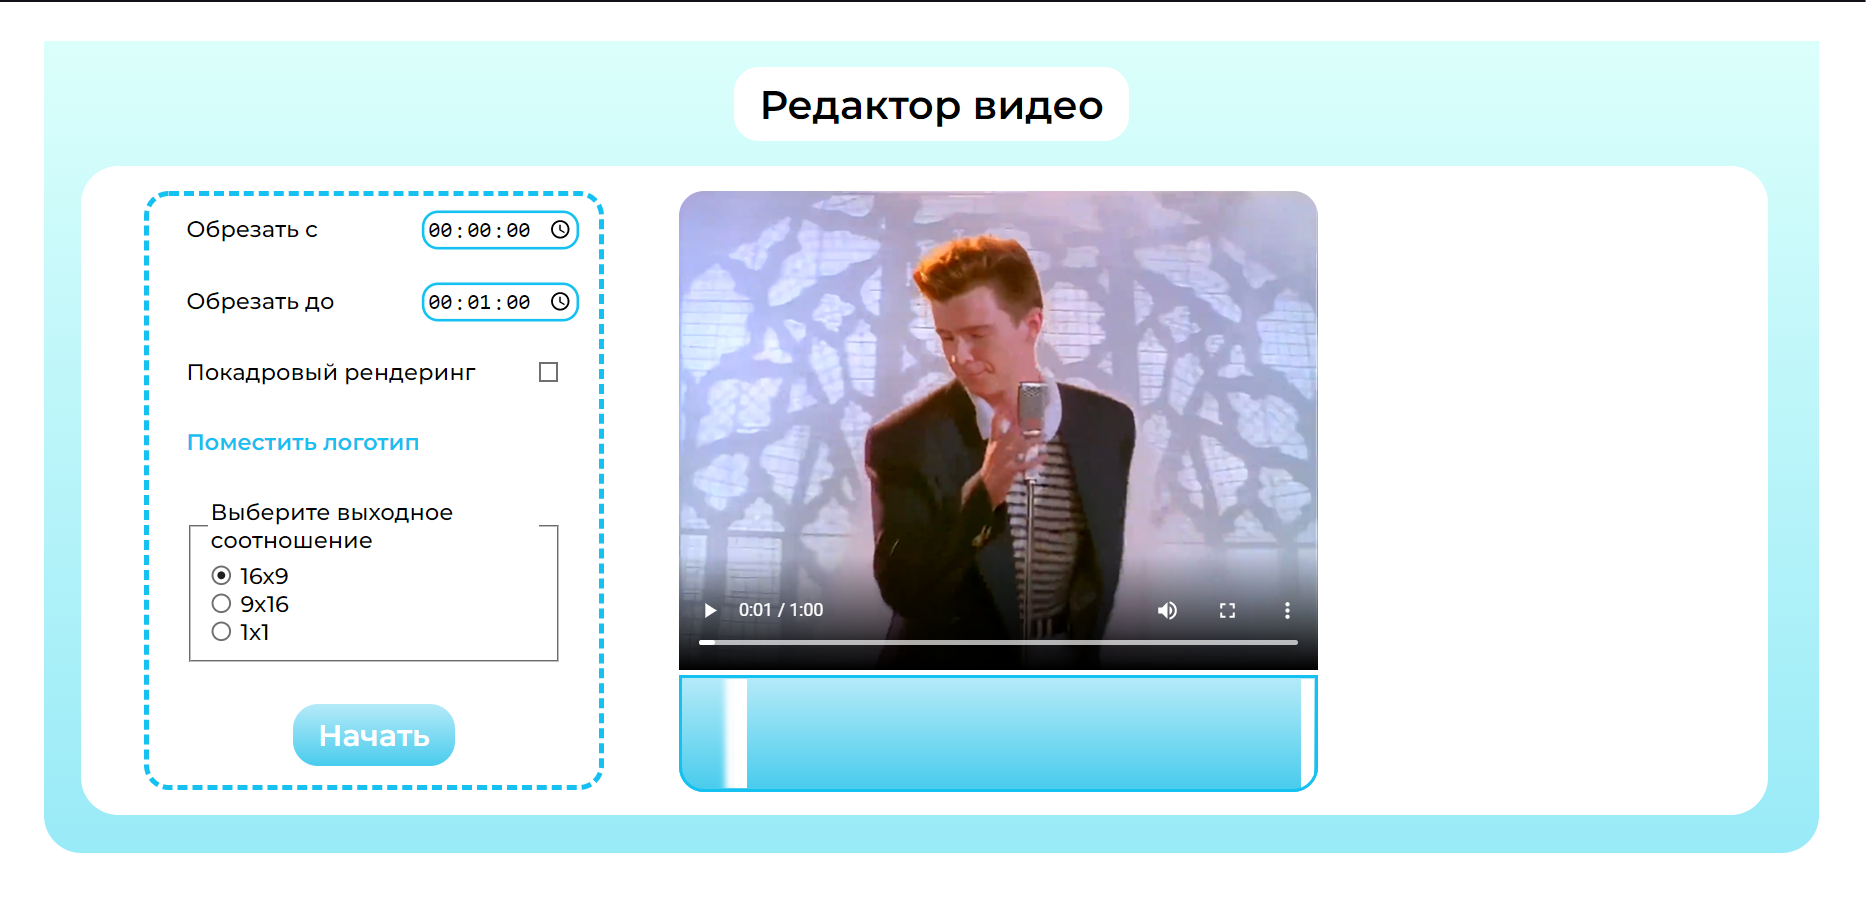 Редактор видео
Обрезать с 00:00:00
Обрезать до 00:01:00
Покадровый рендеринг
Поместить логотип
Выберите выходное
соотношение
16x9
9x16
1x1
Начать
0:01 / 1:00